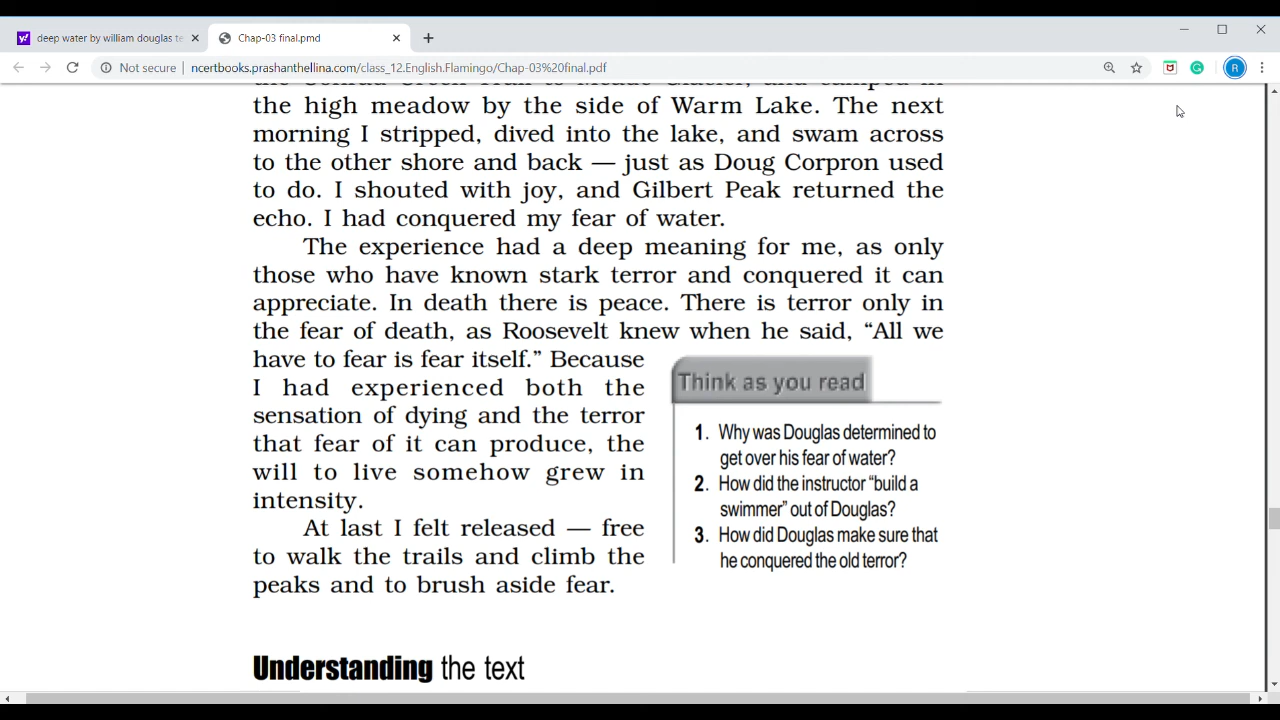 deep water by william douglas te
Chap-03 final.pmd
Not secure | ncertbooks.prashanthellina.com/class_12.English.Flamingo/Chap-03%20final.pdf
R
the high meadow by the side of Warm Lake. The next
morning I stripped, dived into the lake, and swam across
to the other shore and back — just as Doug Corpron used
to do. I shouted with joy, and Gilbert Peak returned the
echo. I had conquered my fear of water.
The experience had a deep meaning for me, as only
those who have known stark terror and conquered it can
appreciate. In death there is peace. There is terror only in
the fear of death, as Roosevelt knew when he said, “All we
have to fear is fear itself.” Because
I had experienced both the
sensation of dying and the terror
that fear of it can produce, the
will to live somehow grew in
intensity.
At last I felt released — free
to walk the trails and climb the
peaks and to brush aside fear.
Think as you read
1. Why was Douglas determined to
get over his fear of water?
2. How did the instructor “build a
swimmer” out of Douglas?
3. How did Douglas make sure that
he conquered the old terror?
Understanding the text